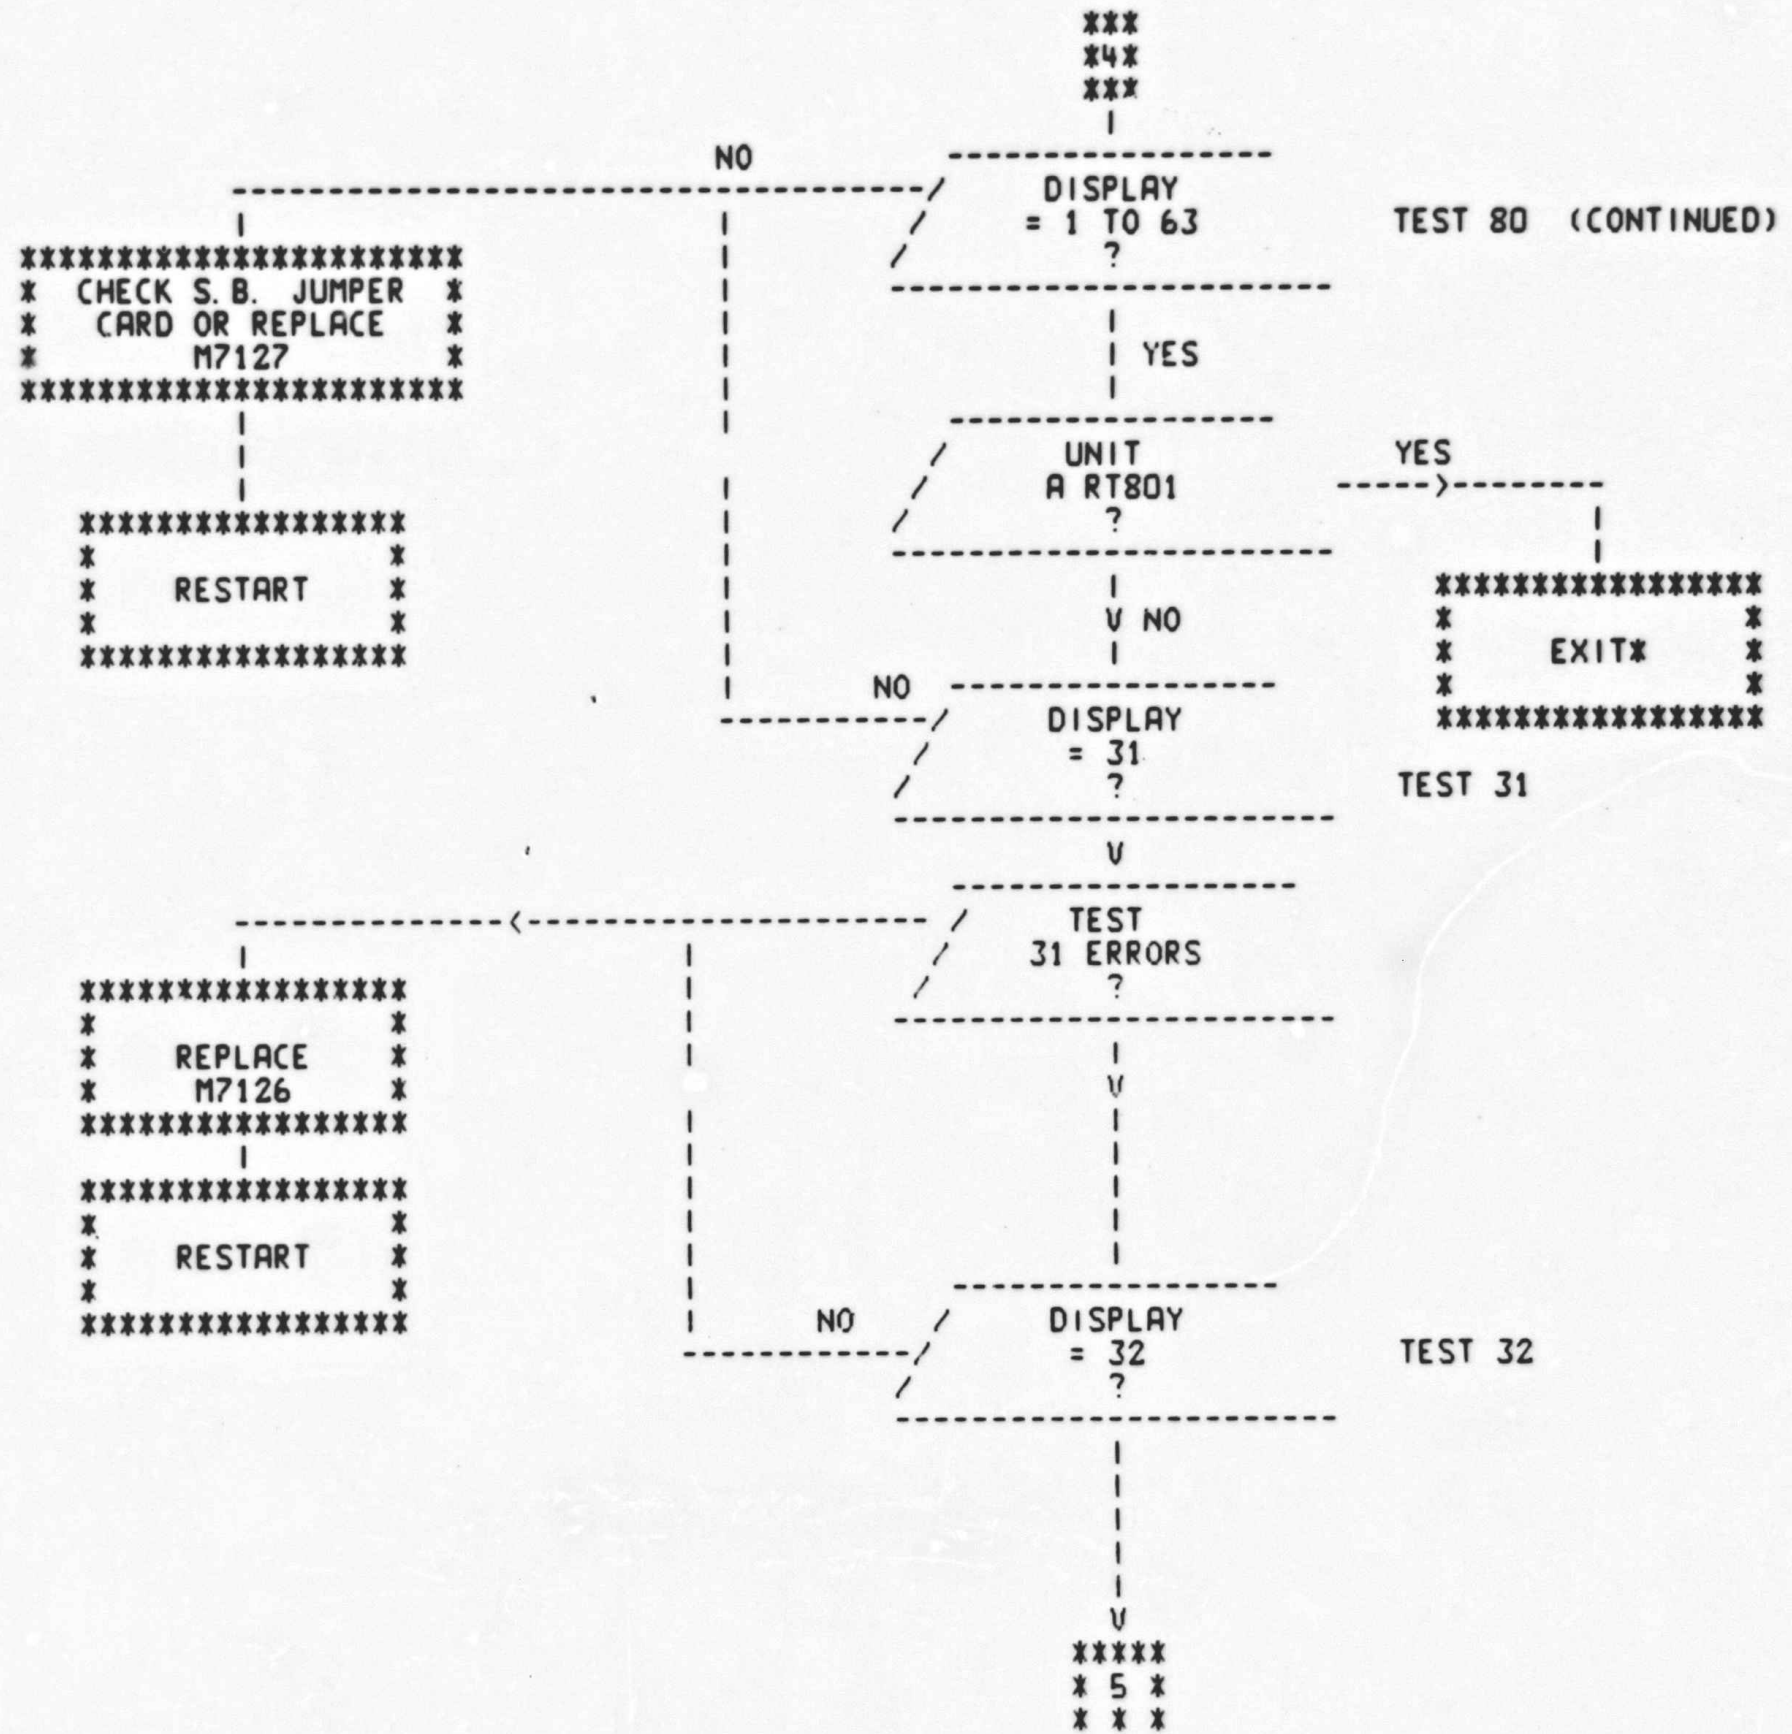 ***
*4*
***
NO
DISPLAY
= 1 TO 63
?
TEST 80 (CONTINUED)
CHECK S.B. JUMPER
CARD OR REPLACE
M7127
YES
UNIT
A RT801
?
YES
RESTART
NO
EXIT*
NO
DISPLAY
= 31
?
TEST 31
TEST
31 ERRORS
?
REPLACE
M7126
RESTART
NO
DISPLAY
= 32
?
TEST 32
*****
* 5 *
* * *